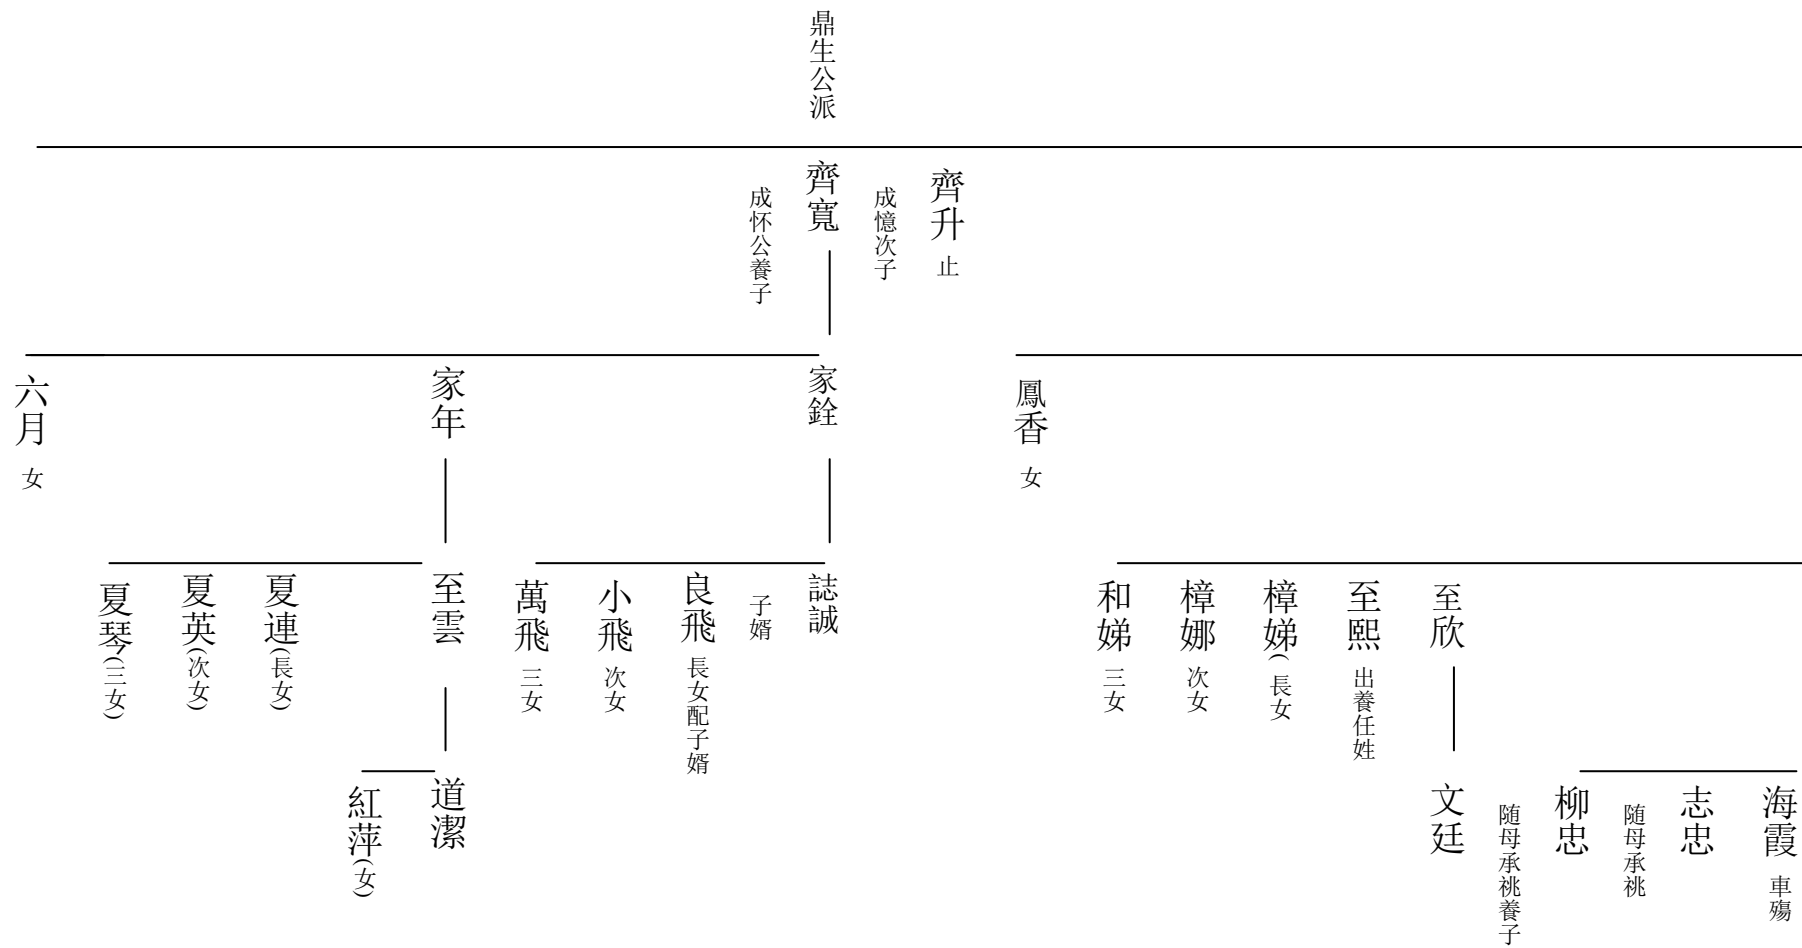 鼎生公派
齊升 止
成憶次子
齊寬
成怀公養子
鳳香 女
家銓
家年
六月 女
至欣
至熙 出養任姓
樟娣( 長女
樟娜 次女
和娣 三女
誌誠
子婿
良飛 長女配子婿
小飛 次女
萬飛 三女
至雲
夏連(長女)
夏英(次女)
夏琴(三女)
海霞 車殤
志忠
随母承祧
柳忠
随母承祧養子
文廷
道潔
紅萍(女)